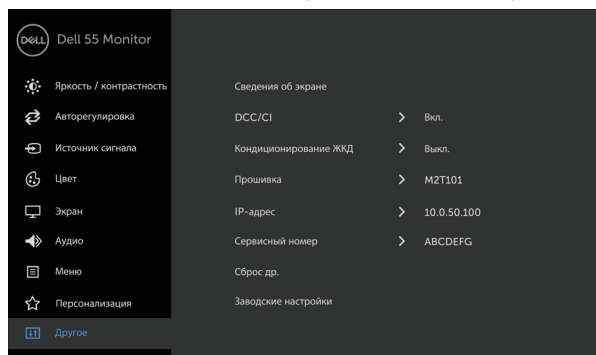 DELL
Dell 55 Monitor
Яркость / контрастность
Сведения об экране
Авторегулировка
DCC/CI
Вкл.
Источник сигнала
Кондиционирование ЖКД
Выкл.
Цвет
Прошивка
M2T101
Экран
IP-адрес
10.0.50.100
Аудио
Сервисный номер
ABCDEFG
Меню
Сброс др.
Персонализация
Заводские настройки
Другое